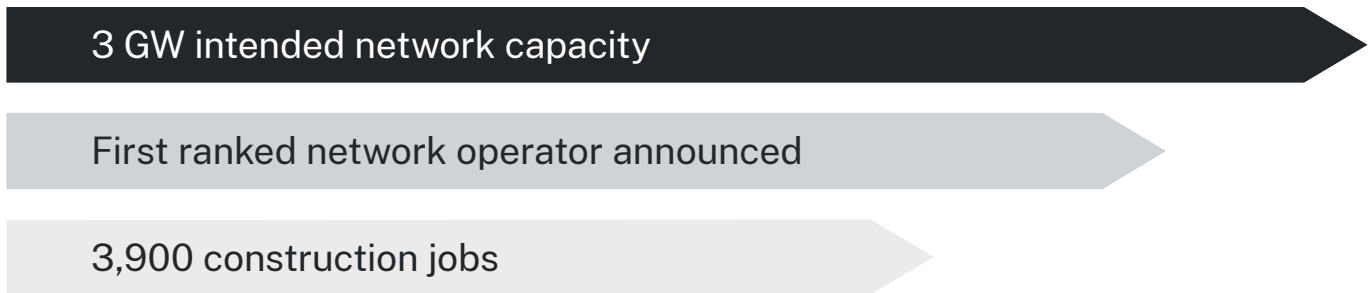 3 GW intended network capacity
First ranked network operator announced
3,900 construction jobs